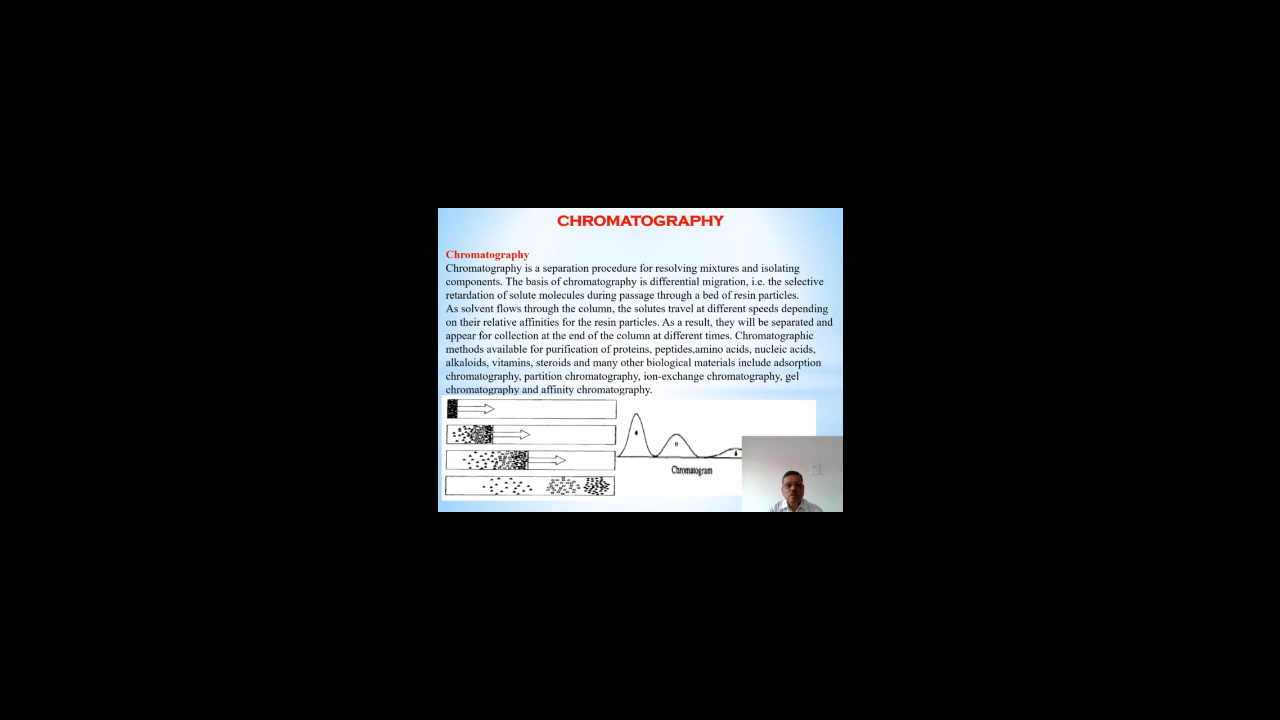 CHROMATOGRAPHY
Chromatography
Chromatography is a separation procedure for resolving mixtures and isolating
components. The basis of chromatography is differential migration, i.e. the selective
retardation of solute molecules during passage through a bed of resin particles.
As solvent flows through the column, the solutes travel at different speeds depending
on their relative affinities for the resin particles. As a result, they will be separated and
appear for collection at the end of the column at different times. Chromatographic
methods available for purification of proteins, peptides,amino acids, nucleic acids,
alkaloids, vitamins, steroids and many other biological materials include adsorption
chromatography, partition chromatography, ion-exchange chromatography, gel
chromatography and affinity chromatography.
Chromatogram